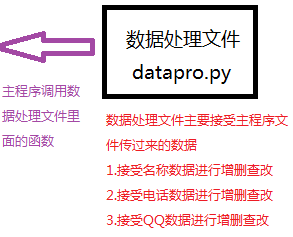 数据处理文件
datapro.py
主程序调用数
据处理文件里
面的函数
数据处理文件主要接受主程序文
件传过来的数据
1.接受名称数据进行增删查改
2.接受电话数据进行增删查改
3.接受QQ数据进行增删查改